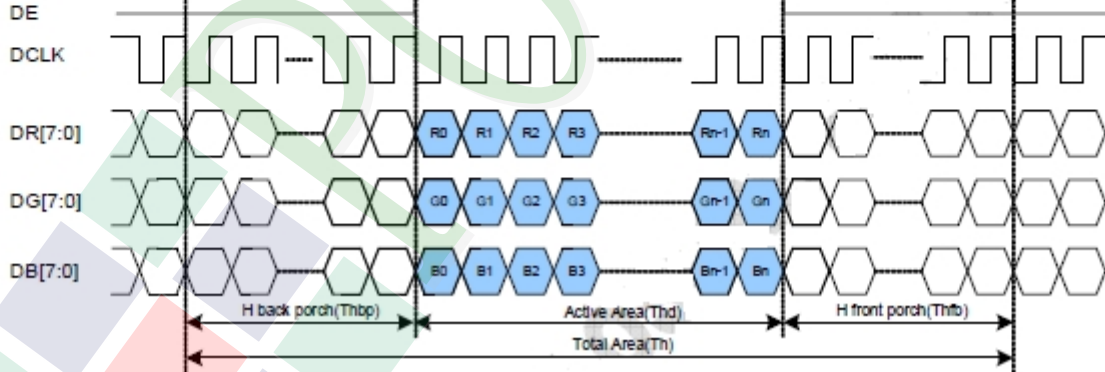 DE
DCLK
DR[7:0] R0 R1 R2 R3 Rn-1 Rn
DG[7:0] G0 G1 G2 G3 Gn-1 Gn
DB[7:0] B0 B1 B2 B3 Bn-1 Bn
H back porch(Thbp) Active Area(Thd) H front porch(Thfb)
Total Area(Th)